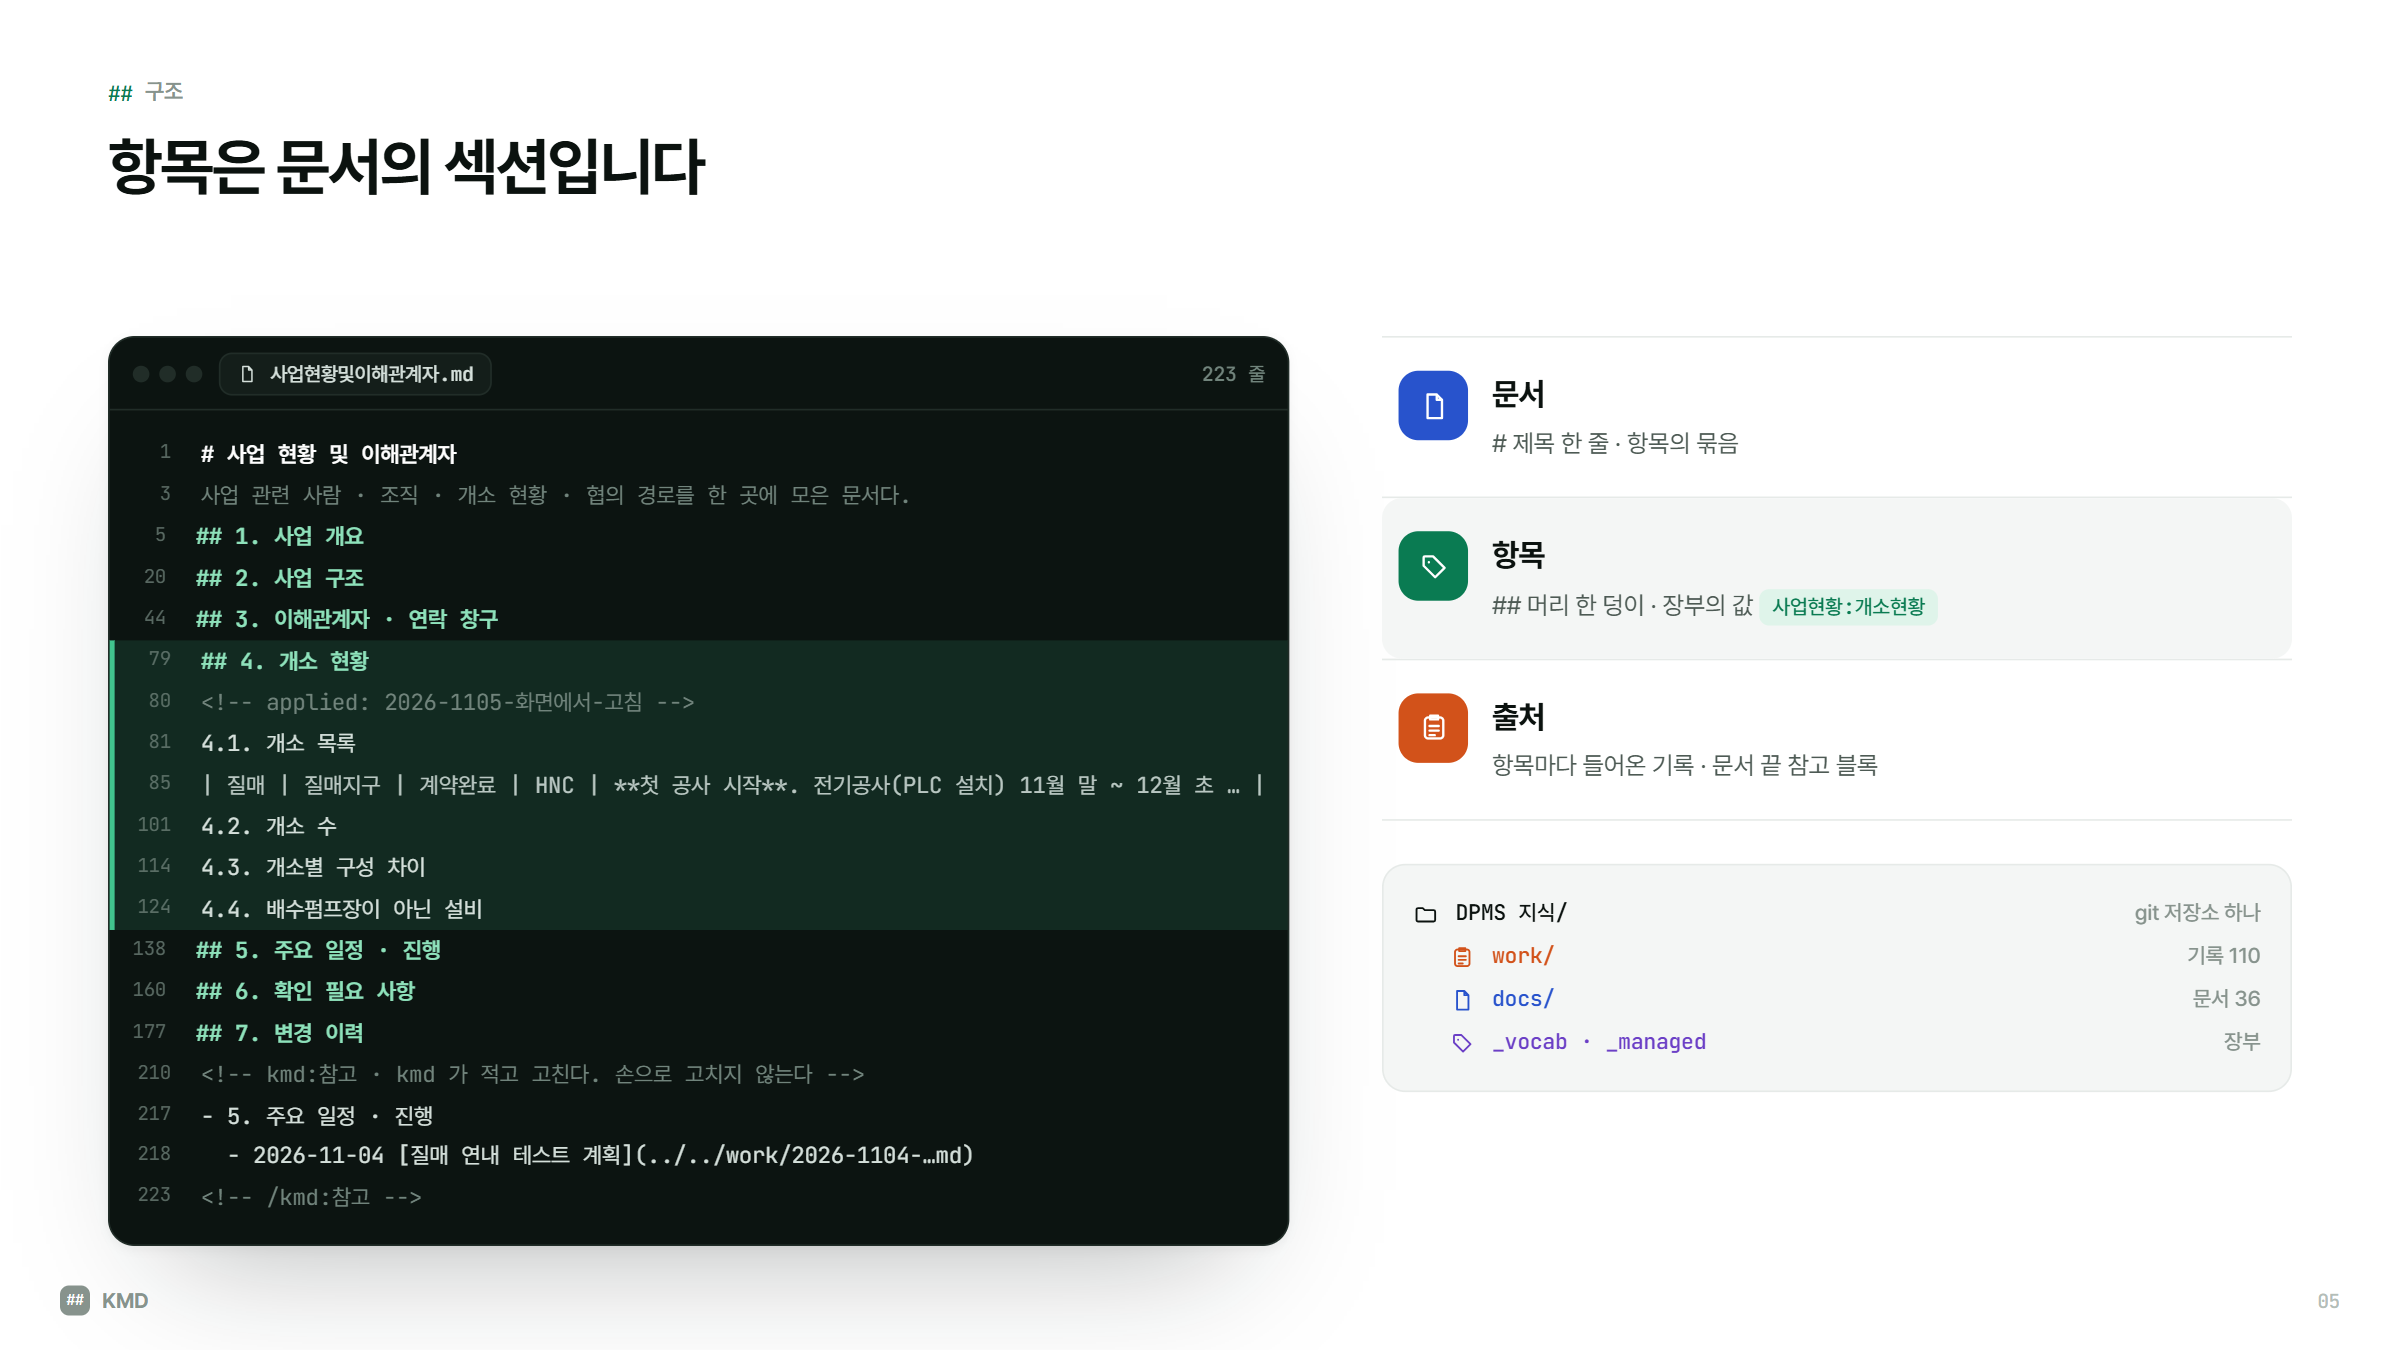 ## 구조
항목은 문서의 섹션입니다
사업현황및이해관계자.md
223 줄
1 # 사업 현황 및 이해관계자
3 사업 관련 사람 · 조직 · 개소 현황 · 협의 경로를 한 곳에 모은 문서다.
5 ## 1. 사업 개요
20 ## 2. 사업 구조
44 ## 3. 이해관계자 · 연락 창구
79 ## 4. 개소 현황
80 <!-- applied: 2026-1105-화면에서-고침 -->
81 4.1. 개소 목록
85 | 질매 | 질매지구 | 계약완료 | HNC | **첫 공사 시작**. 전기공사(PLC 설치) 11월 말 ~ 12월 초 … |
101 4.2. 개소 수
114 4.3. 개소별 구성 차이
124 4.4. 배수펌프장이 아닌 설비
138 ## 5. 주요 일정 · 진행
160 ## 6. 확인 필요 사항
177 ## 7. 변경 이력
210 <!-- kmd:참고 · kmd 가 적고 고친다. 손으로 고치지 않는다 -->
217 - 5. 주요 일정 · 진행
218 - 2026-11-04 [질매 연내 테스트 계획](../../work/2026-1104-…md)
223 <!-- /kmd:참고 -->
문서
# 제목 한 줄 · 항목의 묶음
항목
## 머리 한 덩이 · 장부의 값 사업현황:개소현황
출처
항목마다 들어온 기록 · 문서 끝 참고 블록
DPMS 지식/ git 저장소 하나
work/ 기록 110
docs/ 문서 36
_vocab · _managed 장부
## KMD
05